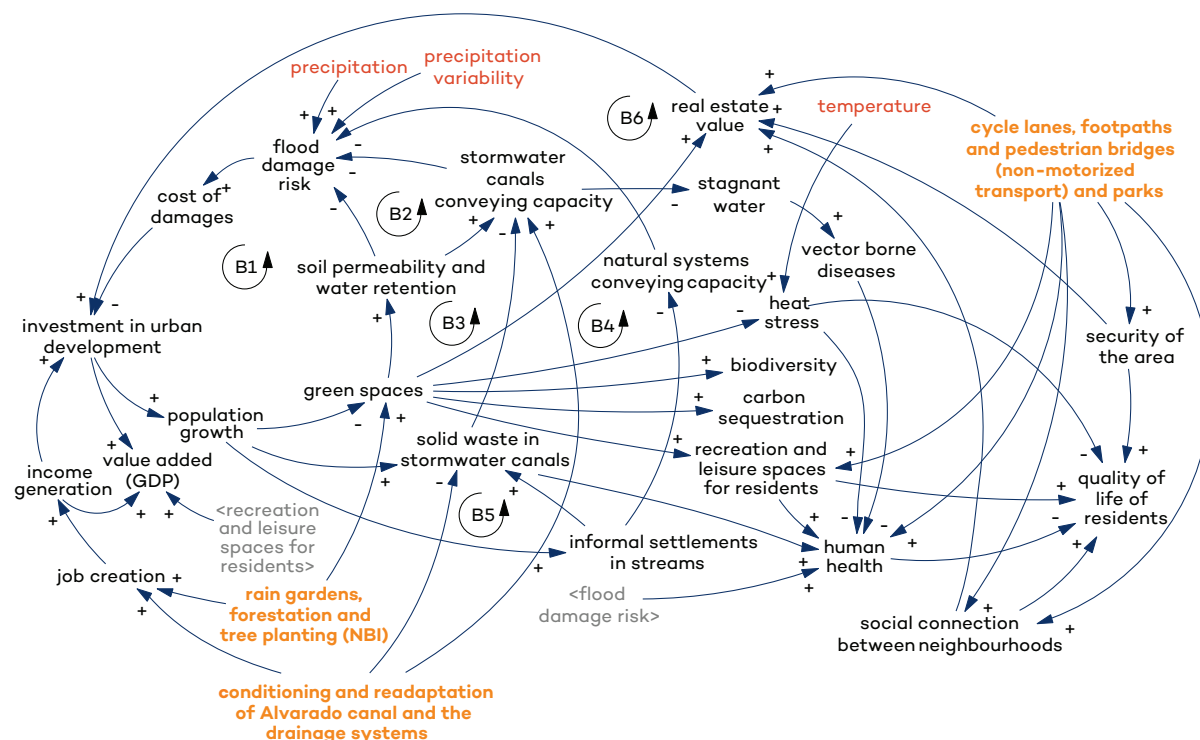 precipitation
precipitation
variability
B6
real estate
value
temperature
cycle lanes, footpaths
and pedestrian bridges
(non-motorized
transport) and parks
flood
damage
risk
stormwater
canals
conveying capacity
stagnant
water
cost of
damages
B2
B1
soil permeability and
water retention
natural systems
conveying capacity
vector borne
diseases
B3
B4
heat
stress
investment in urban
development
security of
the area
green spaces
biodiversity
carbon
sequestration
population
growth
solid waste in
stormwater canals
recreation and
leisure spaces
for residents
value added
(GDP)
income
generation
quality of
life of
residents
B5
<recreation
and leisure
spaces for
residents>
informal settlements
in streams
human
health
job creation
rain gardens,
forestation and
tree planting (NBI)
<flood
damage risk>
social connection
between neighbourhoods
conditioning and readaptation
of Alvarado canal and the
drainage systems